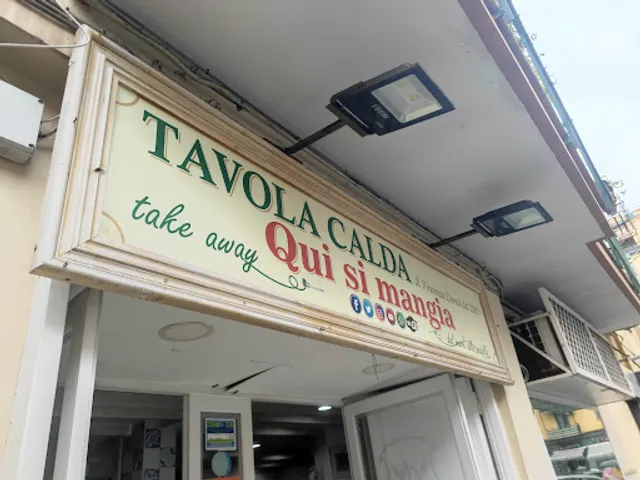 TAVOLA CALDA
take away
Qui si mangia